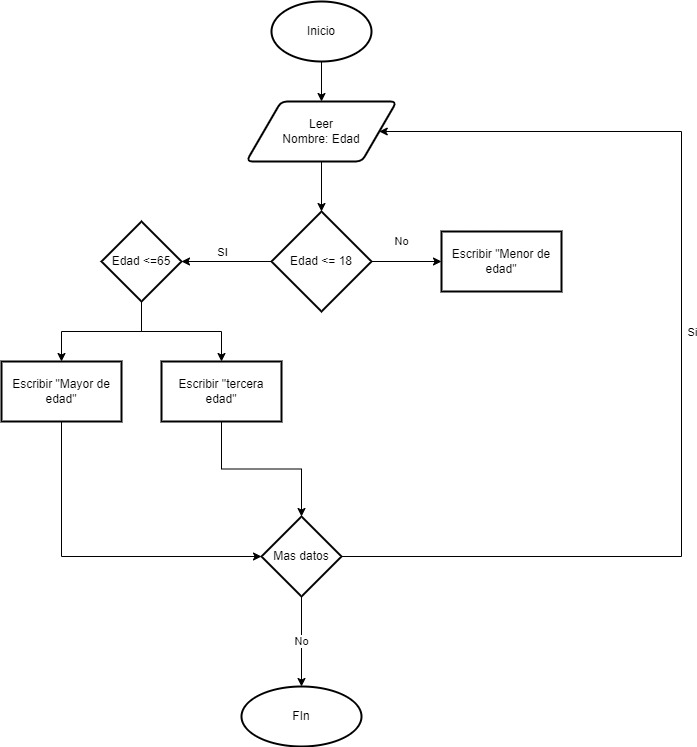 Inicio
Leer
Nombre: Edad
Edad <=65
SI
Edad <= 18
No
Escribir "Menor de
edad"
Si
Escribir "Mayor de
edad"
Escribir "tercera
edad"
Mas datos
No
FIn